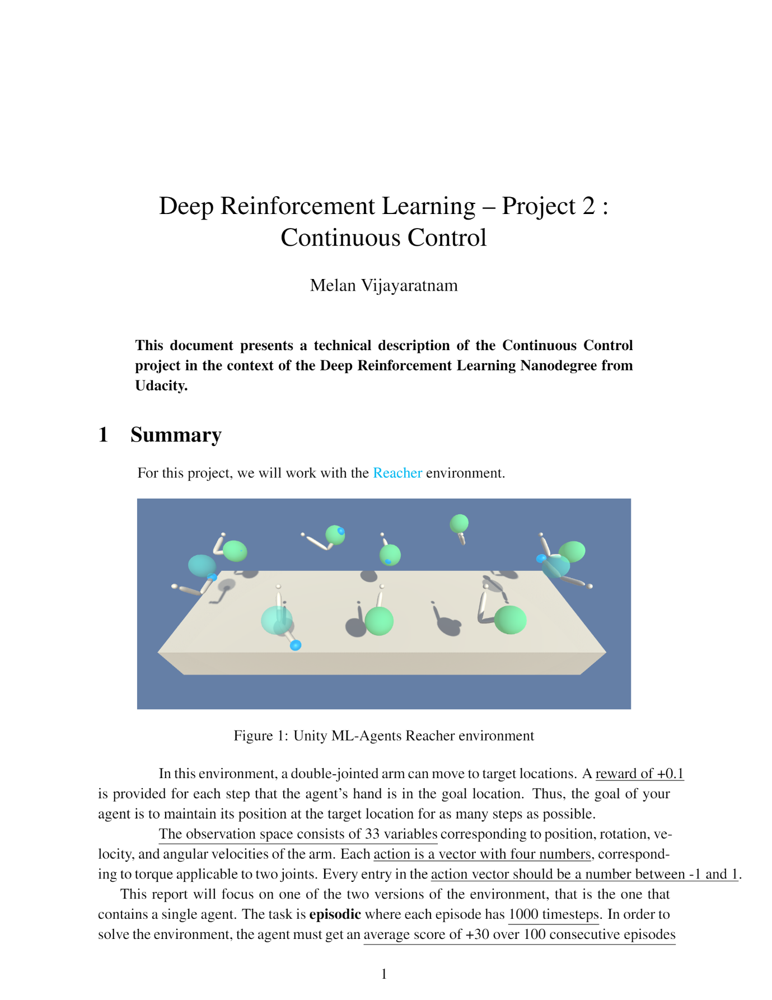 Deep Reinforcement Learning – Project 2 :
Continuous Control
Melan Vijayaratnam
This document presents a technical description of the Continuous Control
project in the context of the Deep Reinforcement Learning Nanodegree from
Udacity.
1 Summary
For this project, we will work with the Reacher environment.
Figure 1: Unity ML-Agents Reacher environment
In this environment, a double-jointed arm can move to target locations. A reward of +0.1
is provided for each step that the agent's hand is in the goal location. Thus, the goal of your
agent is to maintain its position at the target location for as many steps as possible.
The observation space consists of 33 variables corresponding to position, rotation, ve-
locity, and angular velocities of the arm. Each action is a vector with four numbers, correspond-
ing to torque applicable to two joints. Every entry in the action vector should be a number between -1 and 1.
This report will focus on one of the two versions of the environment, that is the one that
contains a single agent. The task is episodic where each episode has 1000 timesteps. In order to
solve the environment, the agent must get an average score of +30 over 100 consecutive episodes
1